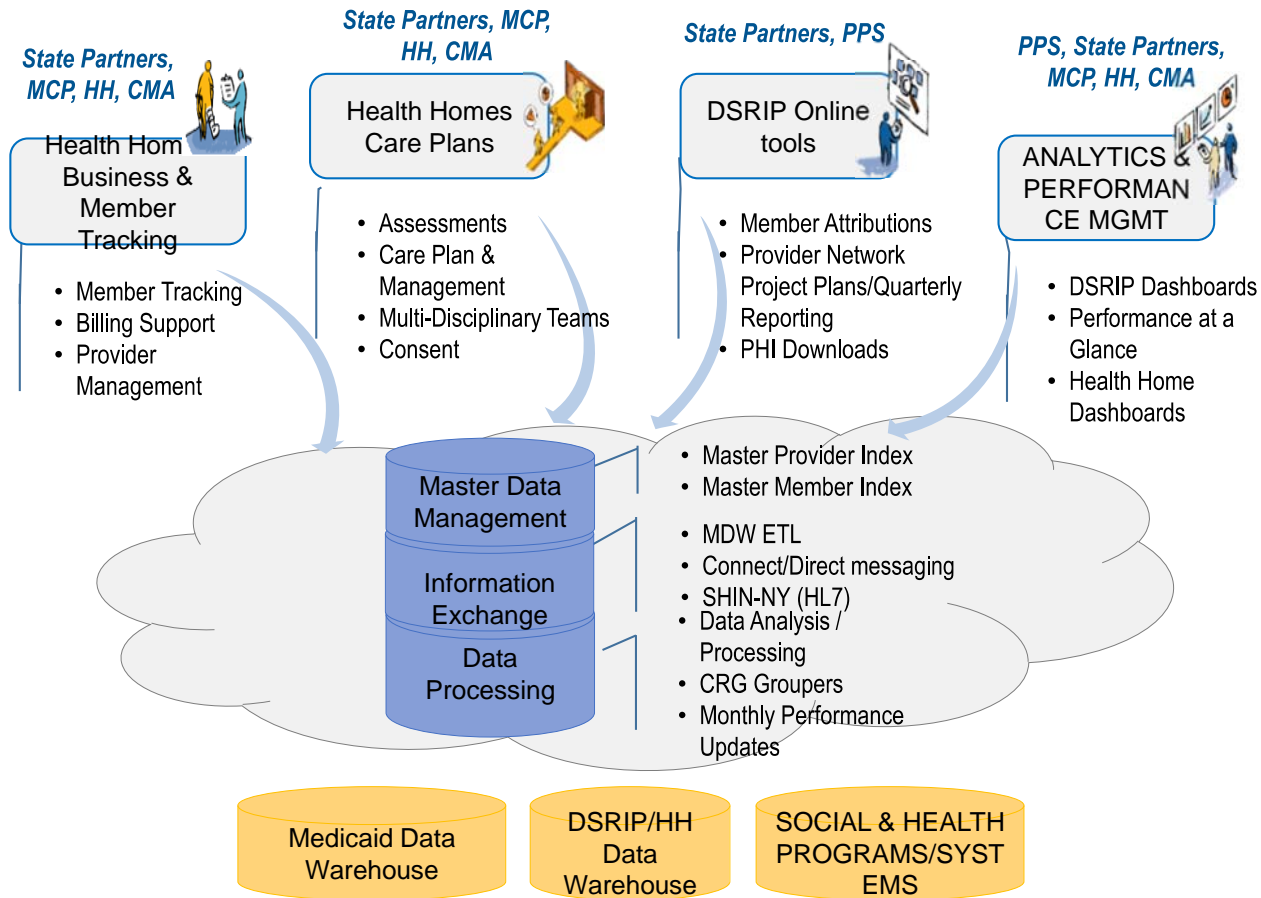 State Partners,
MCP, HH, CMA
Health Hom
Business &
Member
Tracking
• Member Tracking
• Billing Support
• Provider
Management
State Partners, MCP,
HH, CMA
Health Homes
Care Plans
• Assessments
• Care Plan &
Management
• Multi-Disciplinary Teams
• Consent
State Partners, PPS
DSRIP Online
tools
• Member Attributions
• Provider Network
Project Plans/Quarterly
Reporting
• PHI Downloads
PPS, State Partners,
MCP, HH, CMA
ANALYTICS &
PERFORMAN
CE MGMT
• DSRIP Dashboards
• Performance at a
Glance
• Health Home
Dashboards
Master Data
Management
• Master Provider Index
• Master Member Index
Information
Exchange
• MDW ETL
• Connect/Direct messaging
• SHIN-NY (HL7)
Data
Processing
• Data Analysis /
Processing
• CRG Groupers
• Monthly Performance
Updates
Medicaid Data
Warehouse
DSRIP/HH
Data
Warehouse
SOCIAL & HEALTH
PROGRAMS/SYST
EMS